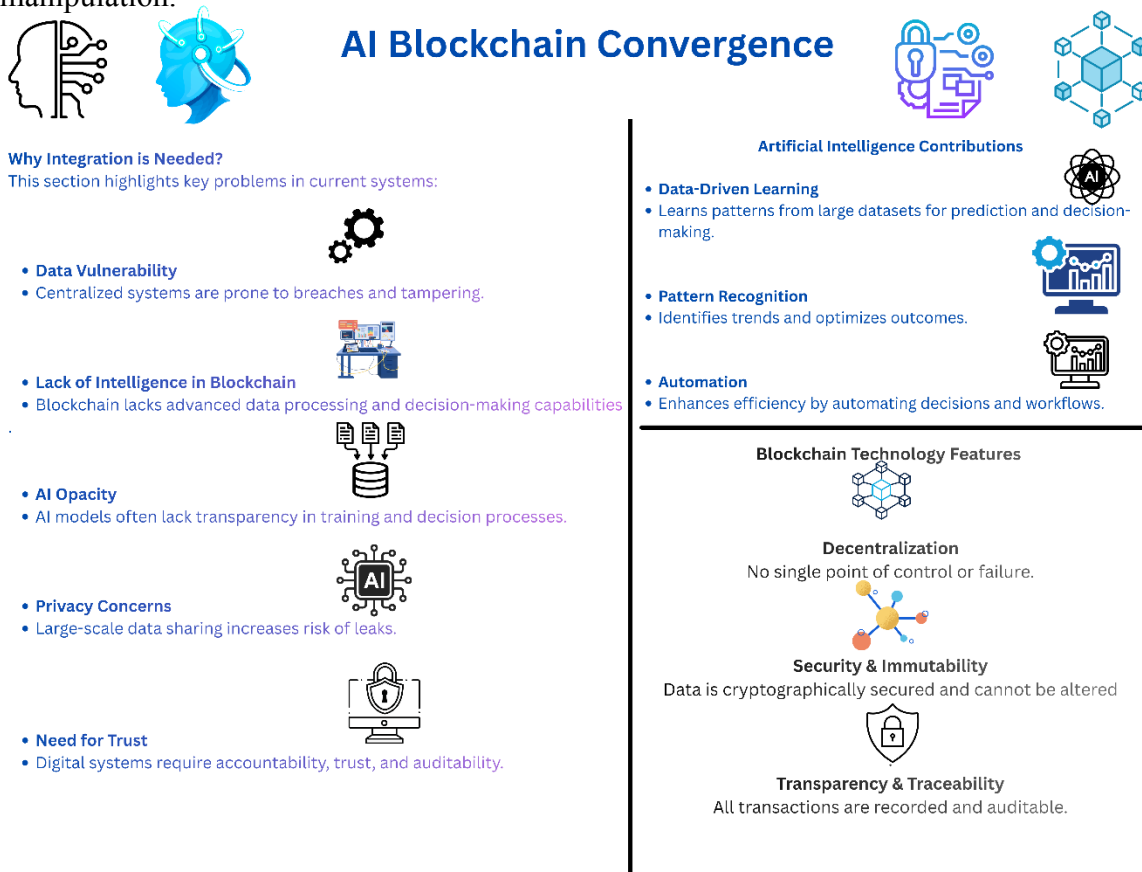 manipulation.
AI Blockchain Convergence
Why Integration is Needed?
This section highlights key problems in current systems:
• Data Vulnerability
• Centralized systems are prone to breaches and tampering.
• Lack of Intelligence in Blockchain
• Blockchain lacks advanced data processing and decision-making capabilities
.
• AI Opacity
• AI models often lack transparency in training and decision processes.
AI
• Privacy Concerns
• Large-scale data sharing increases risk of leaks.
• Need for Trust
• Digital systems require accountability, trust, and auditability.
Artificial Intelligence Contributions
AI
• Data-Driven Learning
• Learns patterns from large datasets for prediction and decision-
making.
• Pattern Recognition
• Identifies trends and optimizes outcomes.
• Automation
• Enhances efficiency by automating decisions and workflows.
Blockchain Technology Features
Decentralization
No single point of control or failure.
Security & Immutability
Data is cryptographically secured and cannot be altered
Transparency & Traceability
All transactions are recorded and auditable.